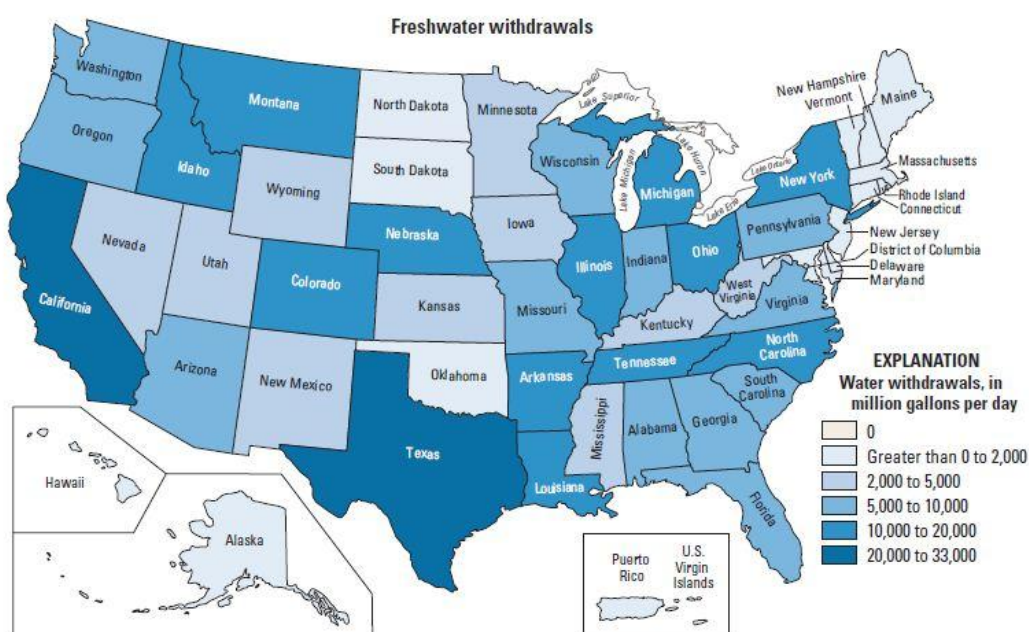 Freshwater withdrawals
Washington
Oregon
California
Nevada
Idaho
Montana
Wyoming
Utah
Arizona
Colorado
New Mexico
North Dakota
South Dakota
Nebraska
Kansas
Oklahoma
Texas
Minnesota
Iowa
Missouri
Arkansas
Louisiana
Wisconsin
Illinois
Michigan
Indiana
Ohio
Kentucky
Tennessee
Mississippi
Alabama
Georgia
Florida
South
Carolina
North
Carolina
Virginia
West
Virginia
Pennsylvania
New York
Lake Superior
Lake Michigan
Lake Huron
Lake Erie
Lake Ontario
New Hampshire
Vermont
Maine
Massachusetts
Rhode Island
Connecticut
New Jersey
District of Columbia
Delaware
Maryland
Hawaii
Alaska
Puerto
Rico
U.S.
Virgin
Islands
EXPLANATION
Water withdrawals, in
million gallons per day
0
Greater than 0 to 2,000
2,000 to 5,000
5,000 to 10,000
10,000 to 20,000
20,000 to 33,000